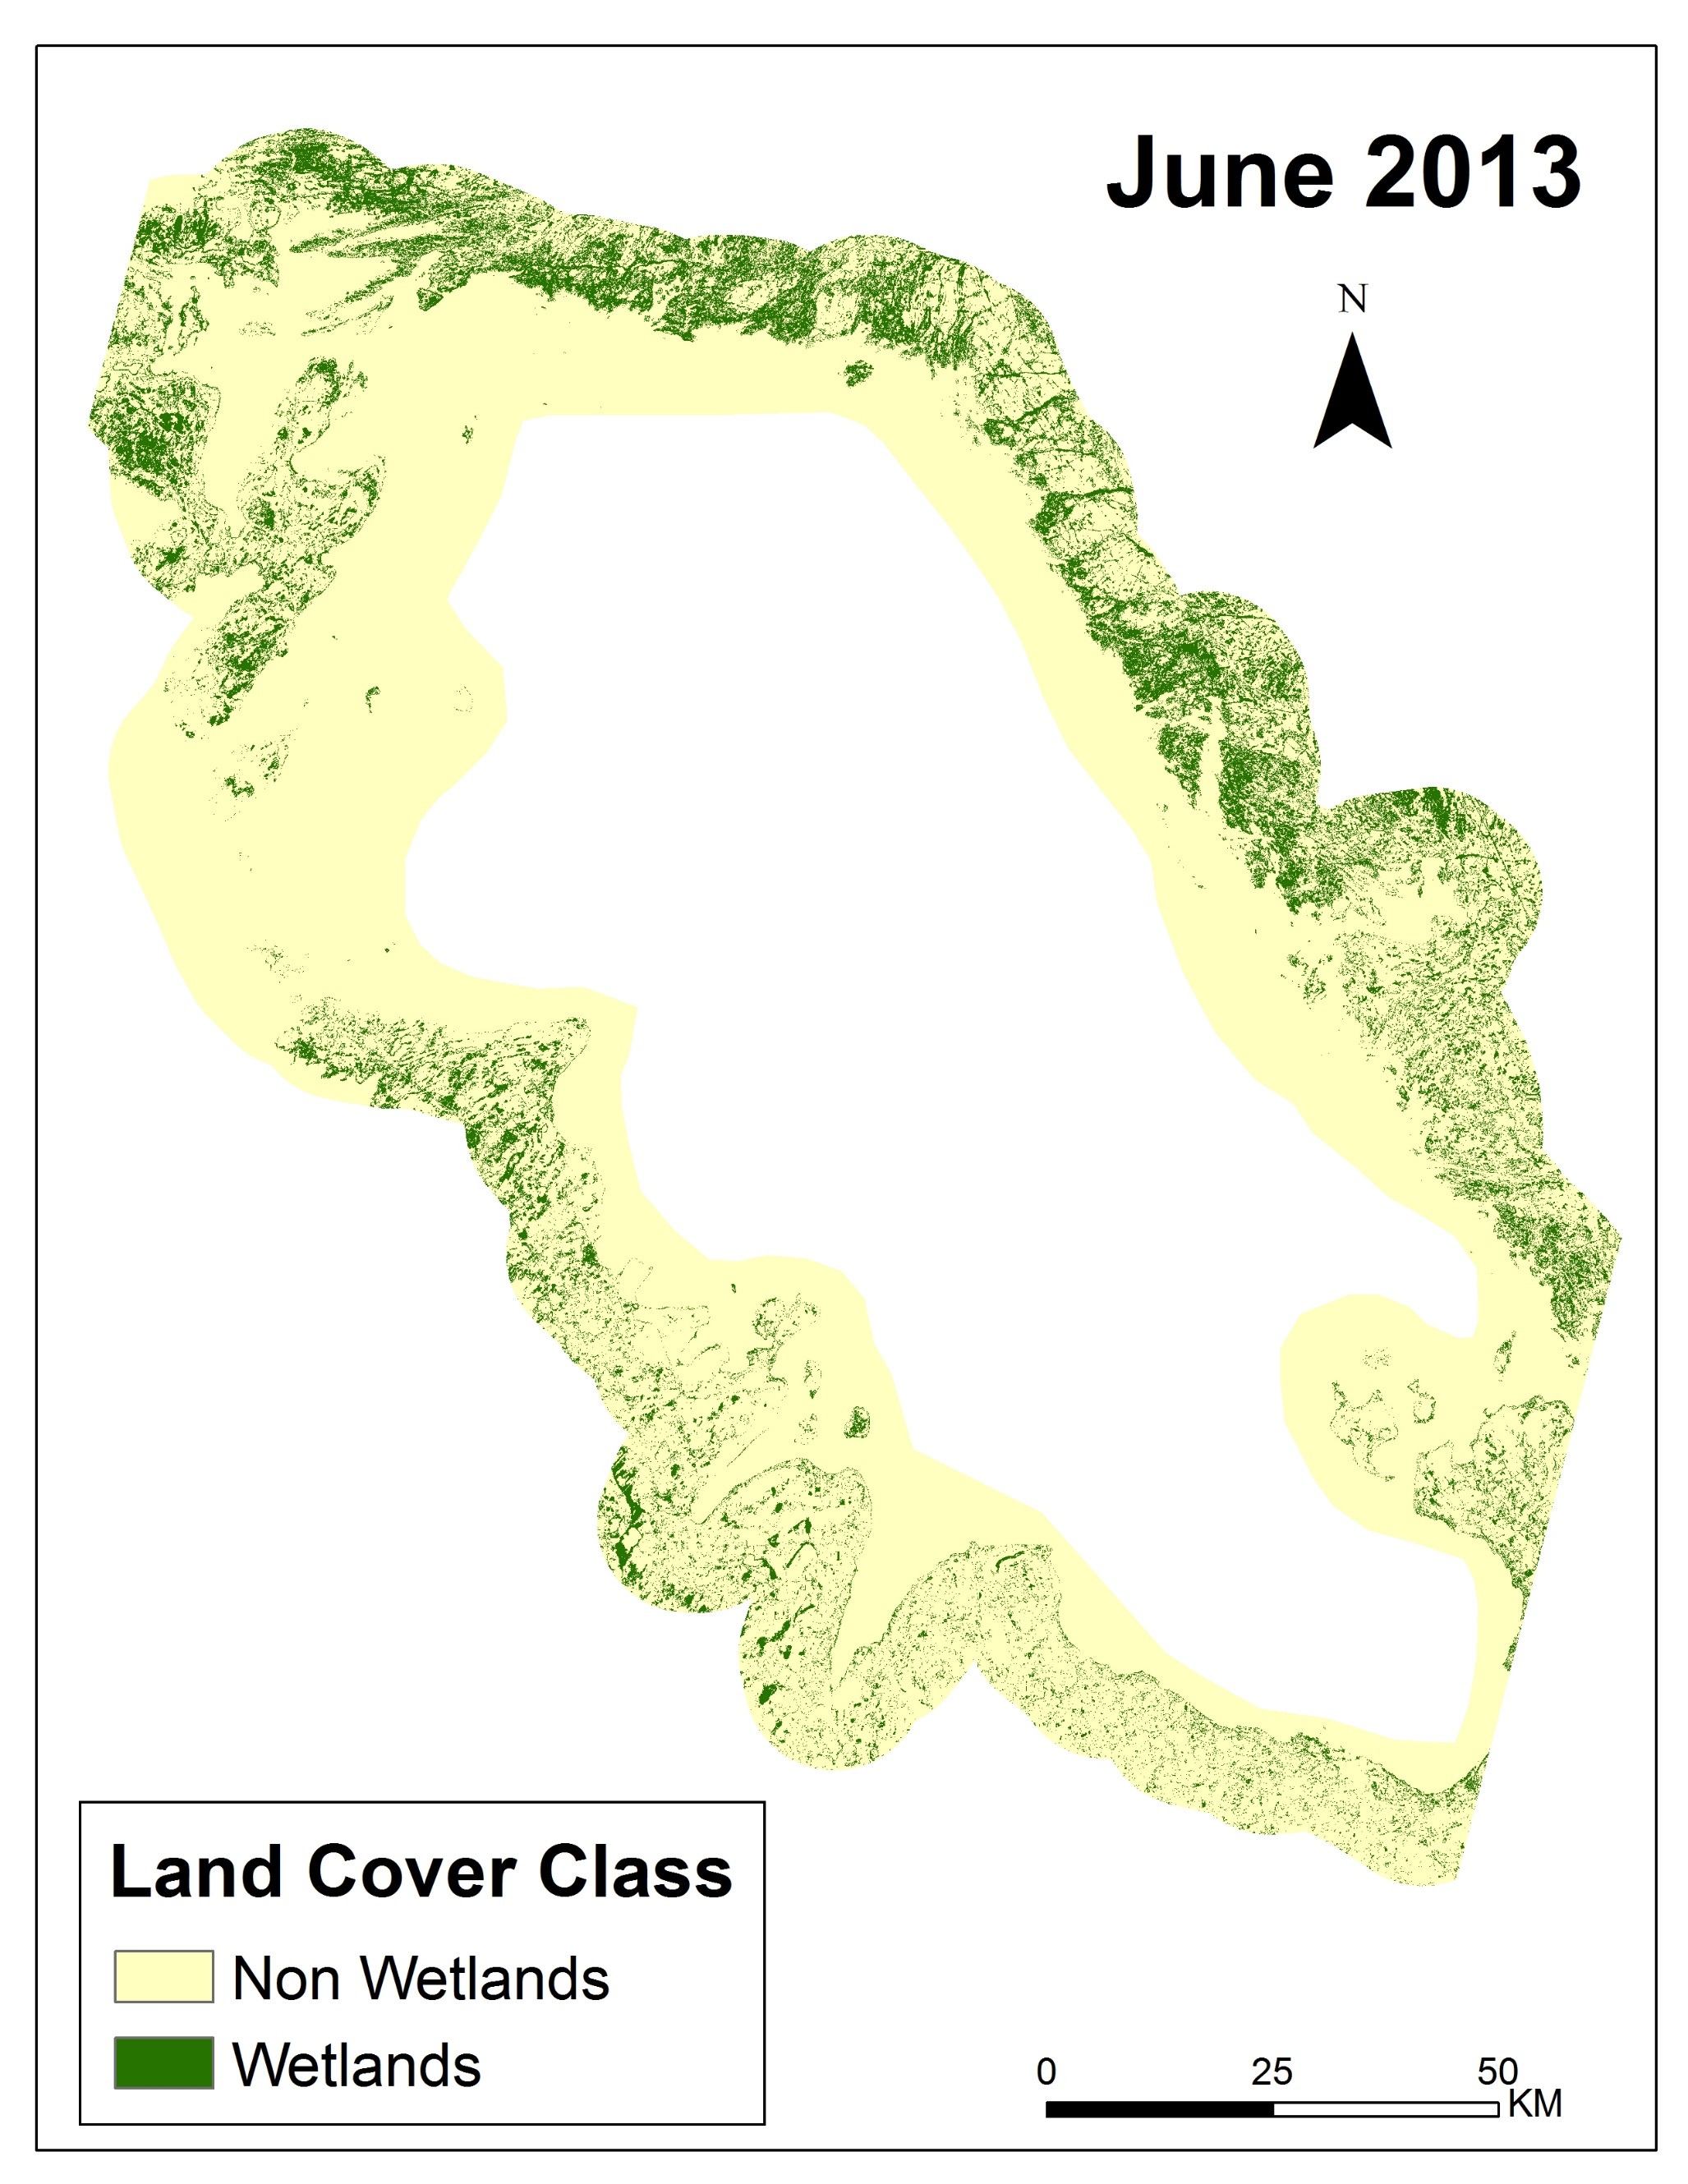 June 2013
N
Land Cover Class
Non Wetlands
Wetlands
0 25 50
KM